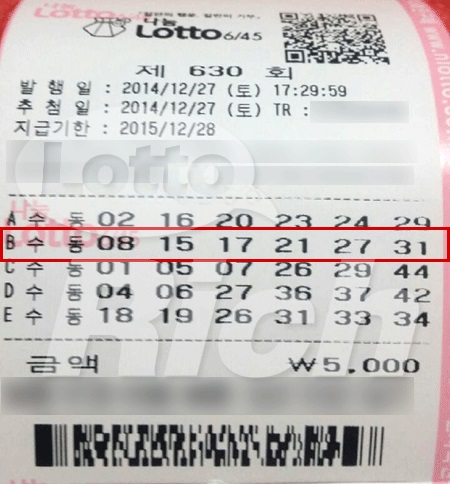 나눔
Lotto 6/45
제 630 회
발 행 일 : 2014/12/27 (토) 17:29:59
추 첨 일 : 2014/12/27 (토) TR :
지급기한 : 2015/12/28
Lotto
A 수 동 02 16 20 23 24 29
B 수 동 08 15 17 21 27 31
C 수 동 01 05 07 26 29 44
D 수 동 04 06 27 36 37 42
E 수 동 18 19 26 31 33 34
Rich
금 액 ₩5,000